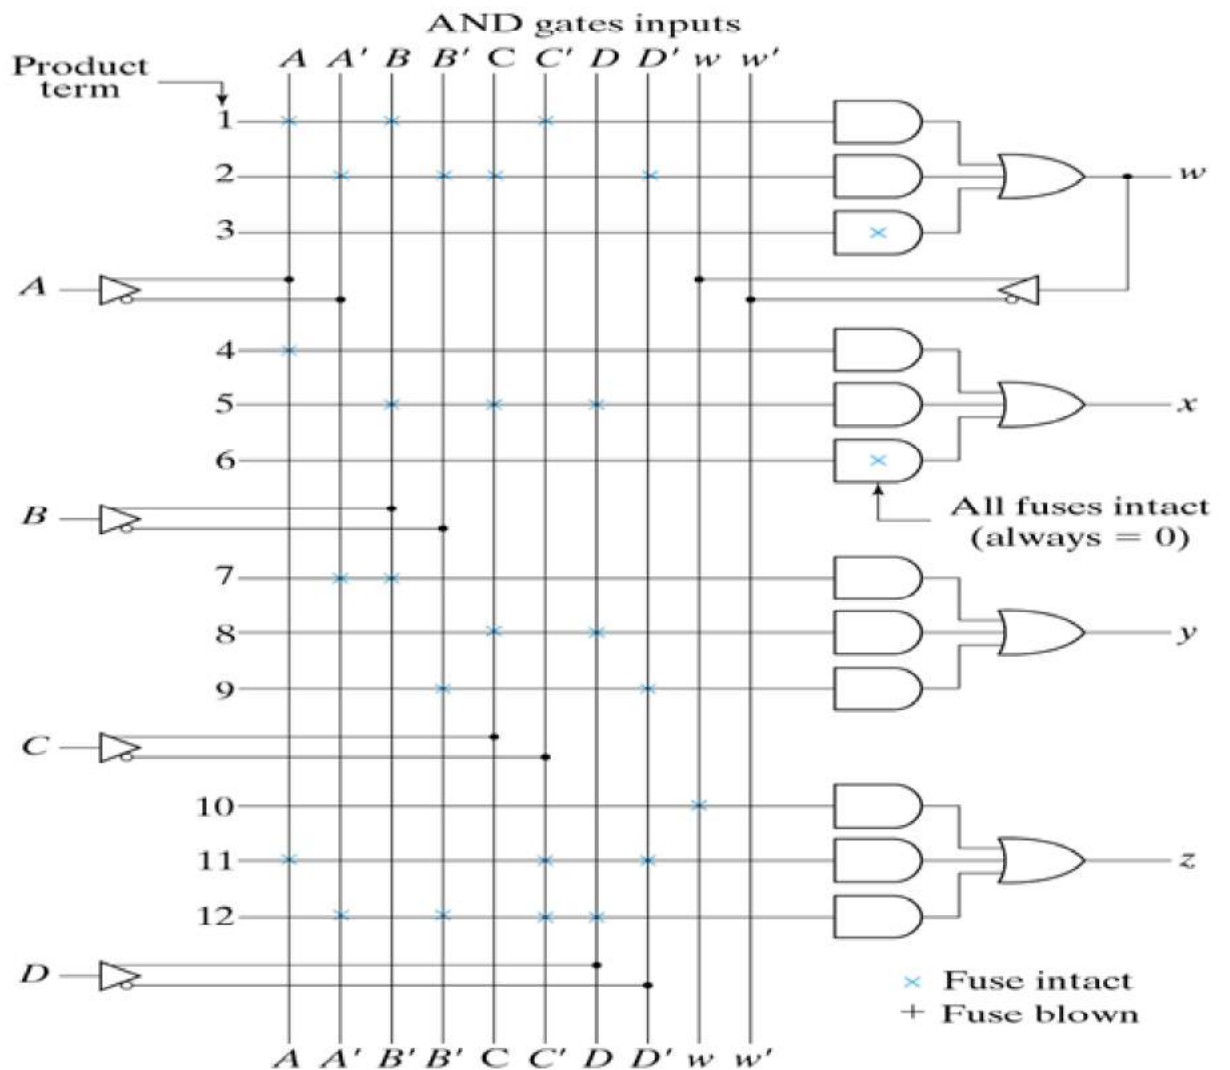 AND gates inputs
A A' B B' C C' D D' w w'
Product
term
1
2
w
3
A
4
5
x
6
B
All fuses intact
(always = 0)
7
8
y
9
C
10
11
z
12
D
Fuse intact
Fuse blown
A A' B' B' C C' D D' w w'